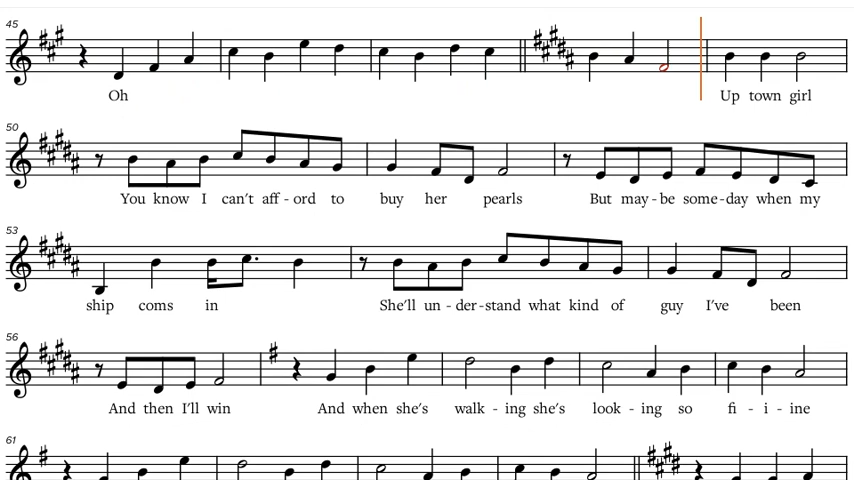 45
Oh
Up town girl
50
You know I can't aff - ord to buy her pearls But may - be some - day when my
53
ship coms in She'll un - der - stand what kind of guy I've been
56
And then I'll win And when she's walk - ing she's look - ing so fi - i - ine
61